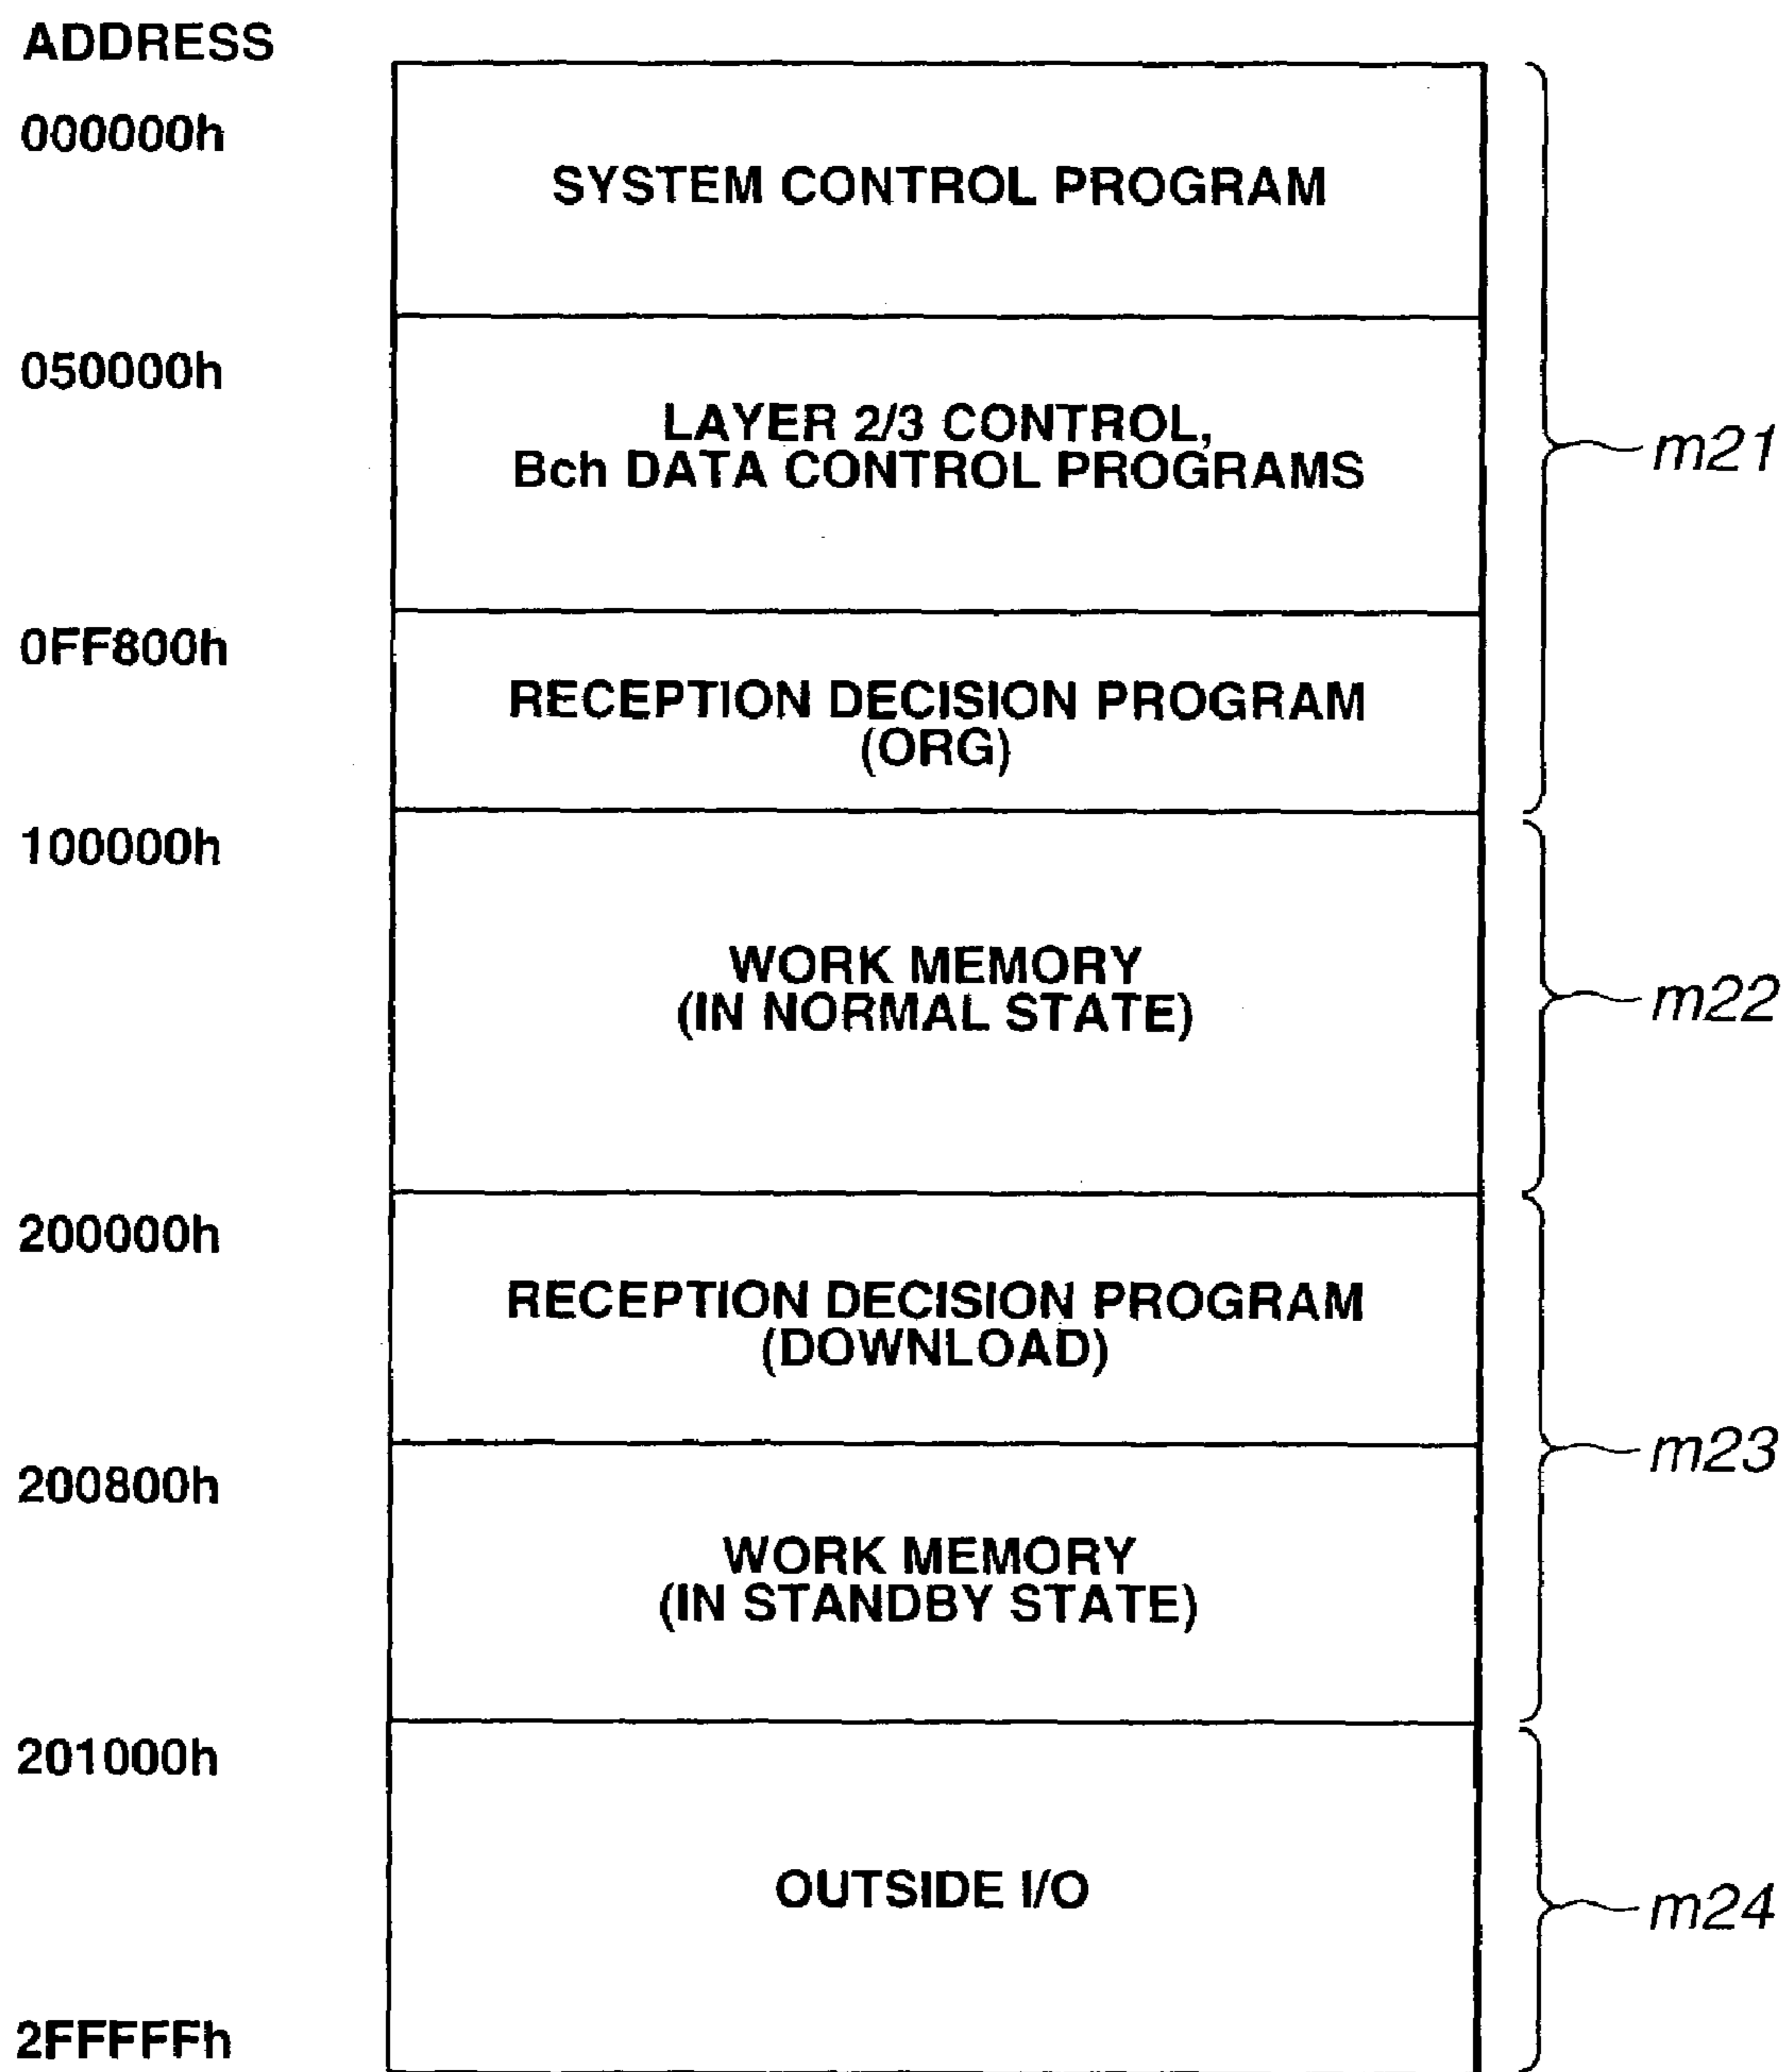 ADDRESS
000000h
SYSTEM CONTROL PROGRAM
050000h
LAYER 2/3 CONTROL,
Bch DATA CONTROL PROGRAMS
m21
0FF800h
RECEPTION DECISION PROGRAM
(ORG)
100000h
WORK MEMORY
(IN NORMAL STATE)
m22
200000h
RECEPTION DECISION PROGRAM
(DOWNLOAD)
m23
200800h
WORK MEMORY
(IN STANDBY STATE)
201000h
OUTSIDE I/O
m24
2FFFFFh